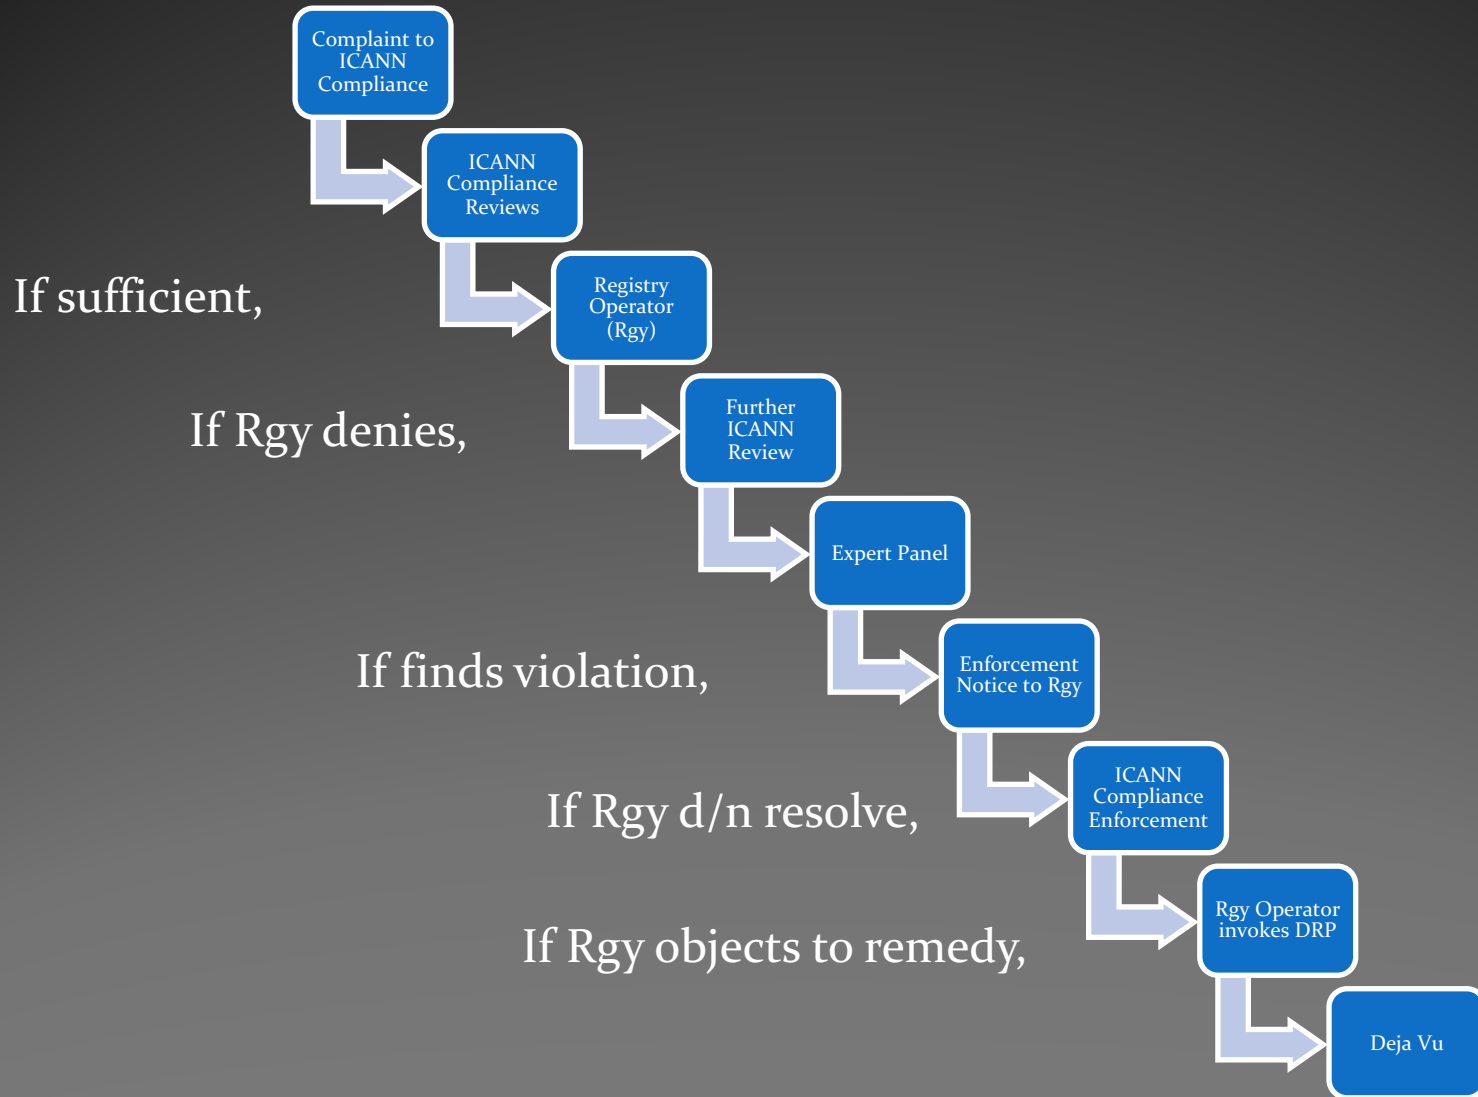 Complaint to
ICANN
Compliance
ICANN
Compliance
Reviews
If sufficient,
Registry
Operator
(Rgy)
If Rgy denies,
Further
ICANN
Review
Expert Panel
If finds violation,
Enforcement
Notice to Rgy
If Rgy d/n resolve,
ICANN
Compliance
Enforcement
If Rgy objects to remedy,
Rgy Operator
invokes DRP
Deja Vu